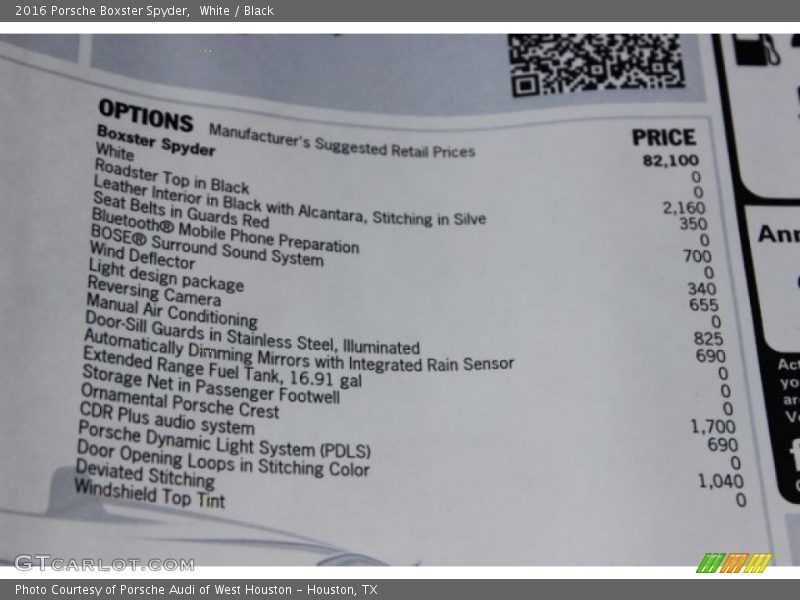 2016 Porsche Boxster Spyder, White / Black
OPTIONS Manufacturer's Suggested Retail Prices PRICE
Boxster Spyder 82,100
White 0
Roadster Top in Black 0
Leather Interior in Black with Alcantara, Stitching in Silve 2,160
Seat Belts in Guards Red 350
Bluetooth® Mobile Phone Preparation 0
BOSE® Surround Sound System 700
Wind Deflector 0
Light design package 340
Reversing Camera 655
Manual Air Conditioning 0
Door-Sill Guards in Stainless Steel, Illuminated 825
Automatically Dimming Mirrors with Integrated Rain Sensor 690
Extended Range Fuel Tank, 16.91 gal 0
Storage Net in Passenger Footwell 0
Ornamental Porsche Crest 0
CDR Plus audio system 1,700
Porsche Dynamic Light System (PDLS) 690
Door Opening Loops in Stitching Color 0
Deviated Stitching 1,040
Windshield Top Tint 0
Ann
Act
yo
are
Ve
GTcarlot.com
Photo Courtesy of Porsche Audi of West Houston – Houston, TX